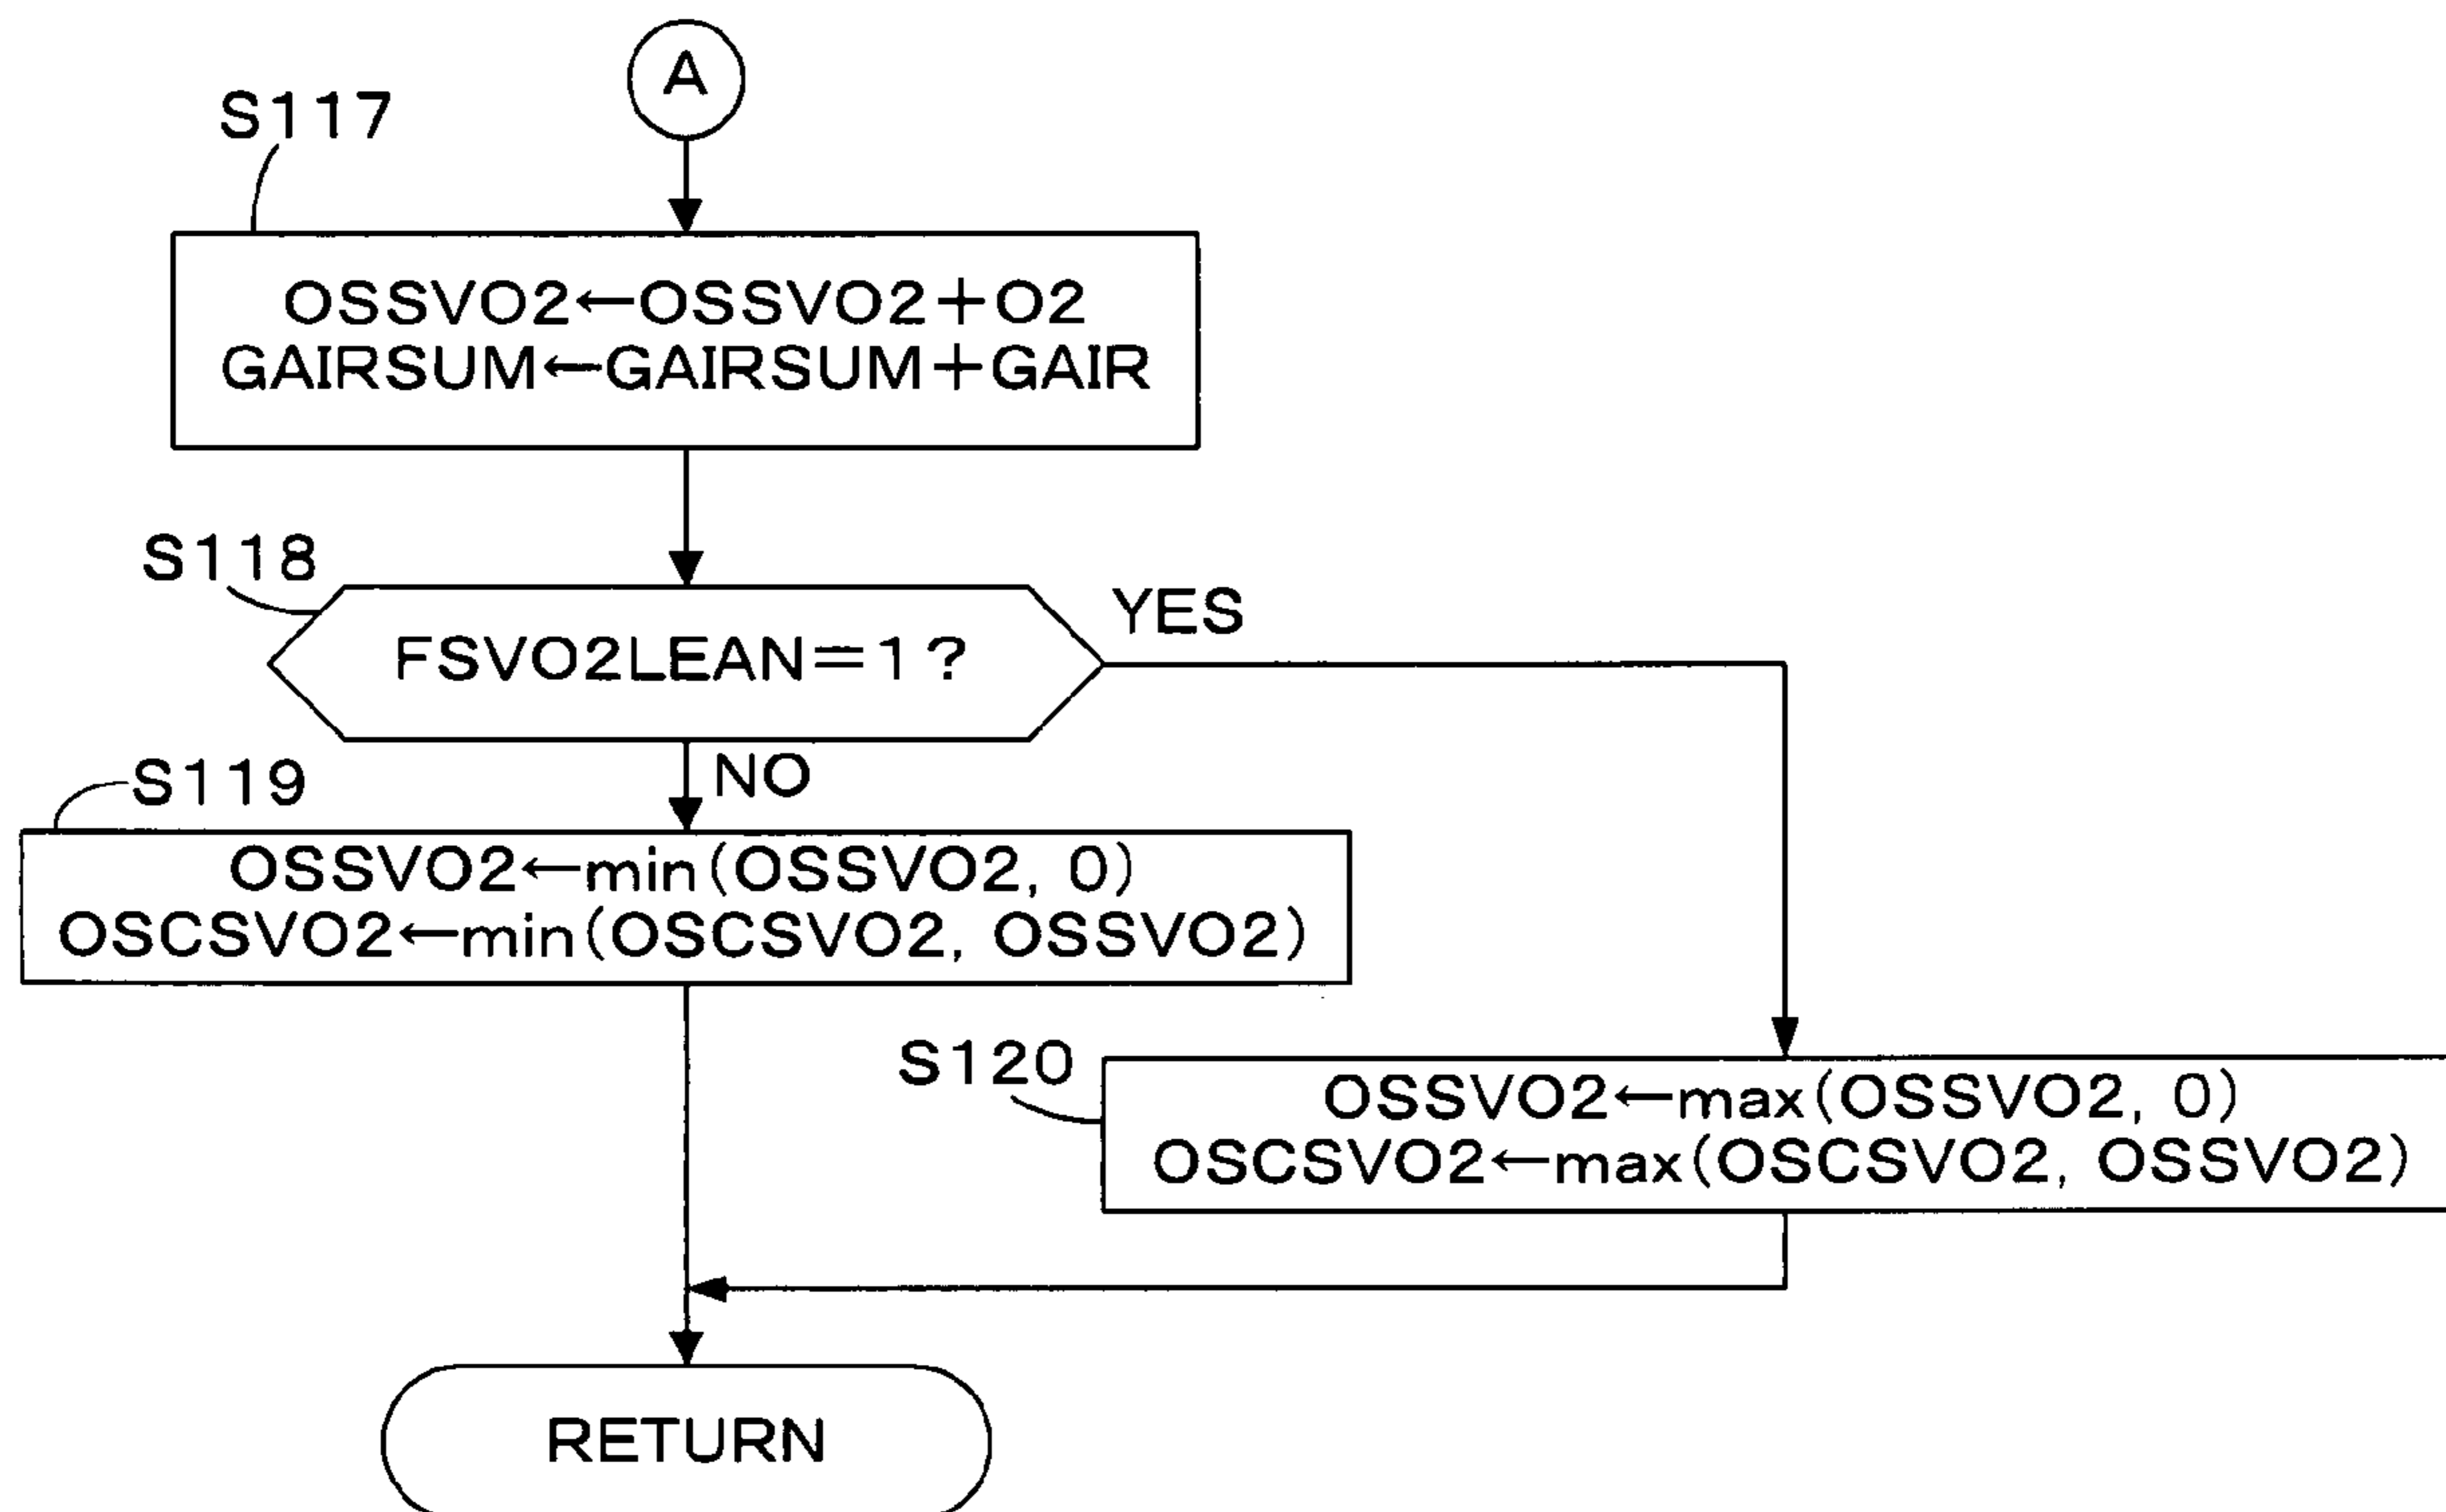 A
S117
OSSVO2←OSSVO2+O2
GAIRSUM←GAIRSUM+GAIR
S118
FSVO2LEAN=1?
YES
NO
S119
OSSVO2←min(OSSVO2, 0)
OSCSVO2←min(OSCSVO2, OSSVO2)
S120
OSSVO2←max(OSSVO2, 0)
OSCSVO2←max(OSCSVO2, OSSVO2)
RETURN